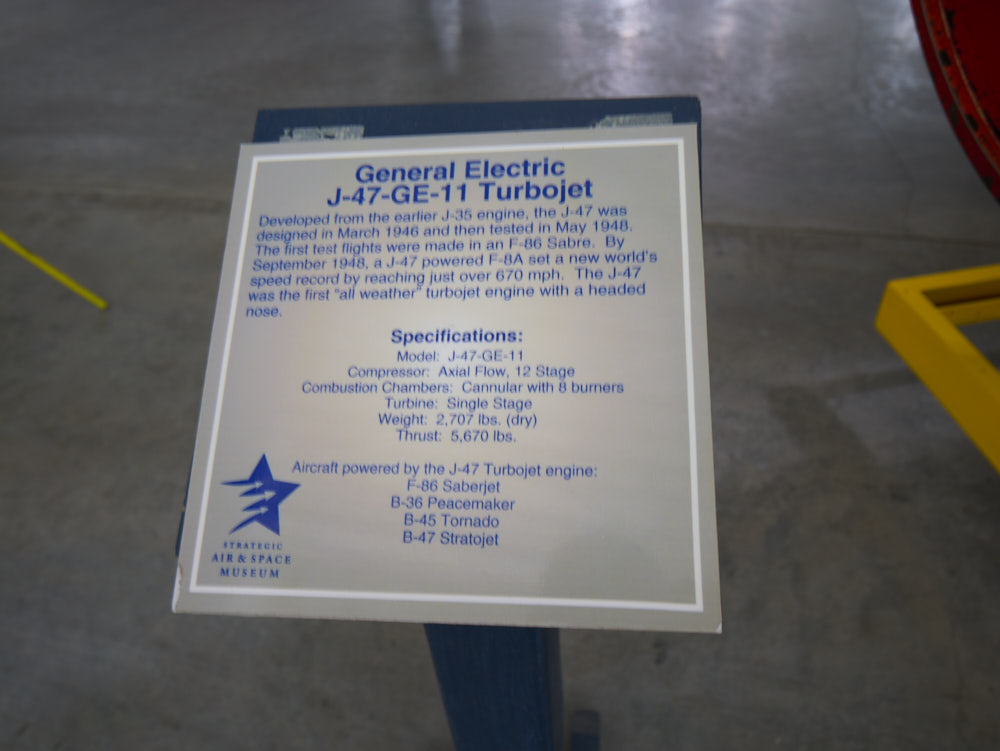 General Electric
J-47-GE-11 Turbojet
Developed from the earlier J-35 engine, the J-47 was
designed in March 1946 and then tested in May 1948.
The first test flights were made in an F-86 Sabre.  By
September 1948, a J-47 powered F-8A set a new world's
speed record by reaching just over 670 mph.  The J-47
was the first "all weather" turbojet engine with a headed
nose.
Specifications:
Model:  J-47-GE-11
Compressor:  Axial Flow, 12 Stage
Combustion Chambers:  Cannular with 8 burners
Turbine:  Single Stage
Weight:  2,707 lbs. (dry)
Thrust:  5,670 lbs.
Aircraft powered by the J-47 Turbojet engine:
F-86 Saberjet
B-36 Peacemaker
B-45 Tornado
B-47 Stratojet
STRATEGIC
AIR & SPACE
MUSEUM